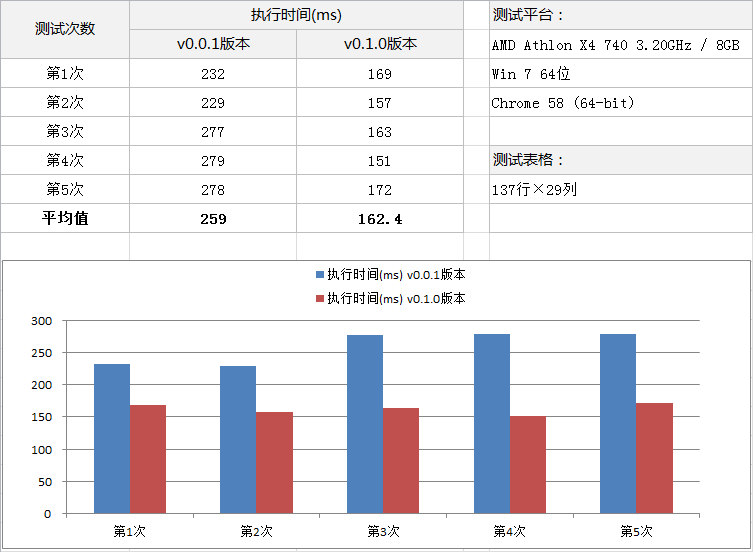 测试次数 执行时间(ms) 测试平台：
v0.0.1版本 v0.1.0版本 AMD Athlon X4 740 3.20GHz / 8GB
第1次 232 169 Win 7 64位
第2次 229 157 Chrome 58 (64-bit)
第3次 277 163
第4次 279 151 测试表格：
第5次 278 172 137行×29列
平均值 259 162.4
执行时间(ms) v0.0.1版本
执行时间(ms) v0.1.0版本
300
250
200
150
100
50
0
第1次 第2次 第3次 第4次 第5次